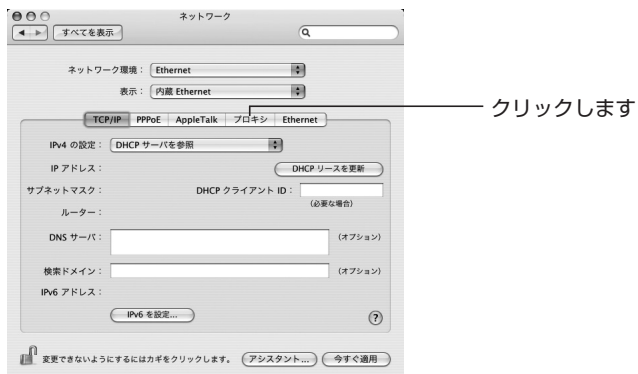 ネットワーク
すべてを表示
ネットワーク環境： Ethernet
表示： 内蔵 Ethernet
クリックします
TCP/IP PPPoE AppleTalk プロキシ Ethernet
IPv4 の設定： DHCP サーバを参照
IP アドレス： DHCP リースを更新
サブネットマスク： DHCP クライアント ID：
（必要な場合）
ルーター：
DNS サーバ： （オプション）
検索ドメイン： （オプション）
IPv6 アドレス：
IPv6 を設定...
?
変更できないようにするにはカギをクリックします。 アシスタント... 今すぐ適用